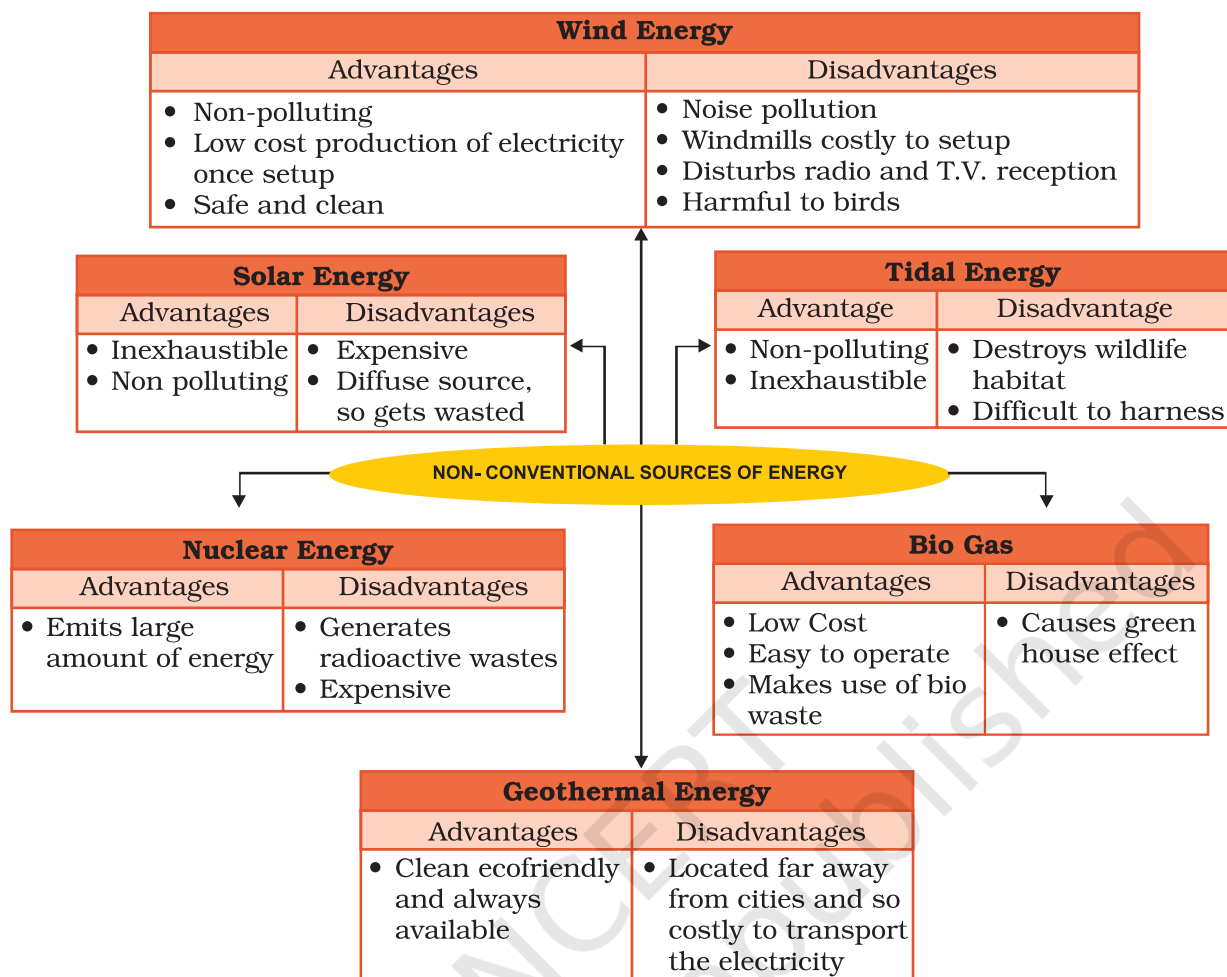 Wind Energy
Advantages
Disadvantages
• Non-polluting
• Low cost production of electricity
once setup
• Safe and clean
• Noise pollution
• Windmills costly to setup
• Disturbs radio and T.V. reception
• Harmful to birds
Solar Energy
Advantages
Disadvantages
• Inexhaustible
• Non polluting
• Expensive
• Diffuse source,
so gets wasted
Tidal Energy
Advantage
Disadvantage
• Non-polluting
• Inexhaustible
• Destroys wildlife
habitat
• Difficult to harness
NON- CONVENTIONAL SOURCES OF ENERGY
Nuclear Energy
Advantages
Disadvantages
• Emits large
amount of energy
• Generates
radioactive wastes
• Expensive
Bio Gas
Advantages
Disadvantages
• Low Cost
• Easy to operate
• Makes use of bio
waste
• Causes green
house effect
Geothermal Energy
Advantages
Disadvantages
• Clean ecofriendly
and always
available
• Located far away
from cities and so
costly to transport
the electricity
NCERT